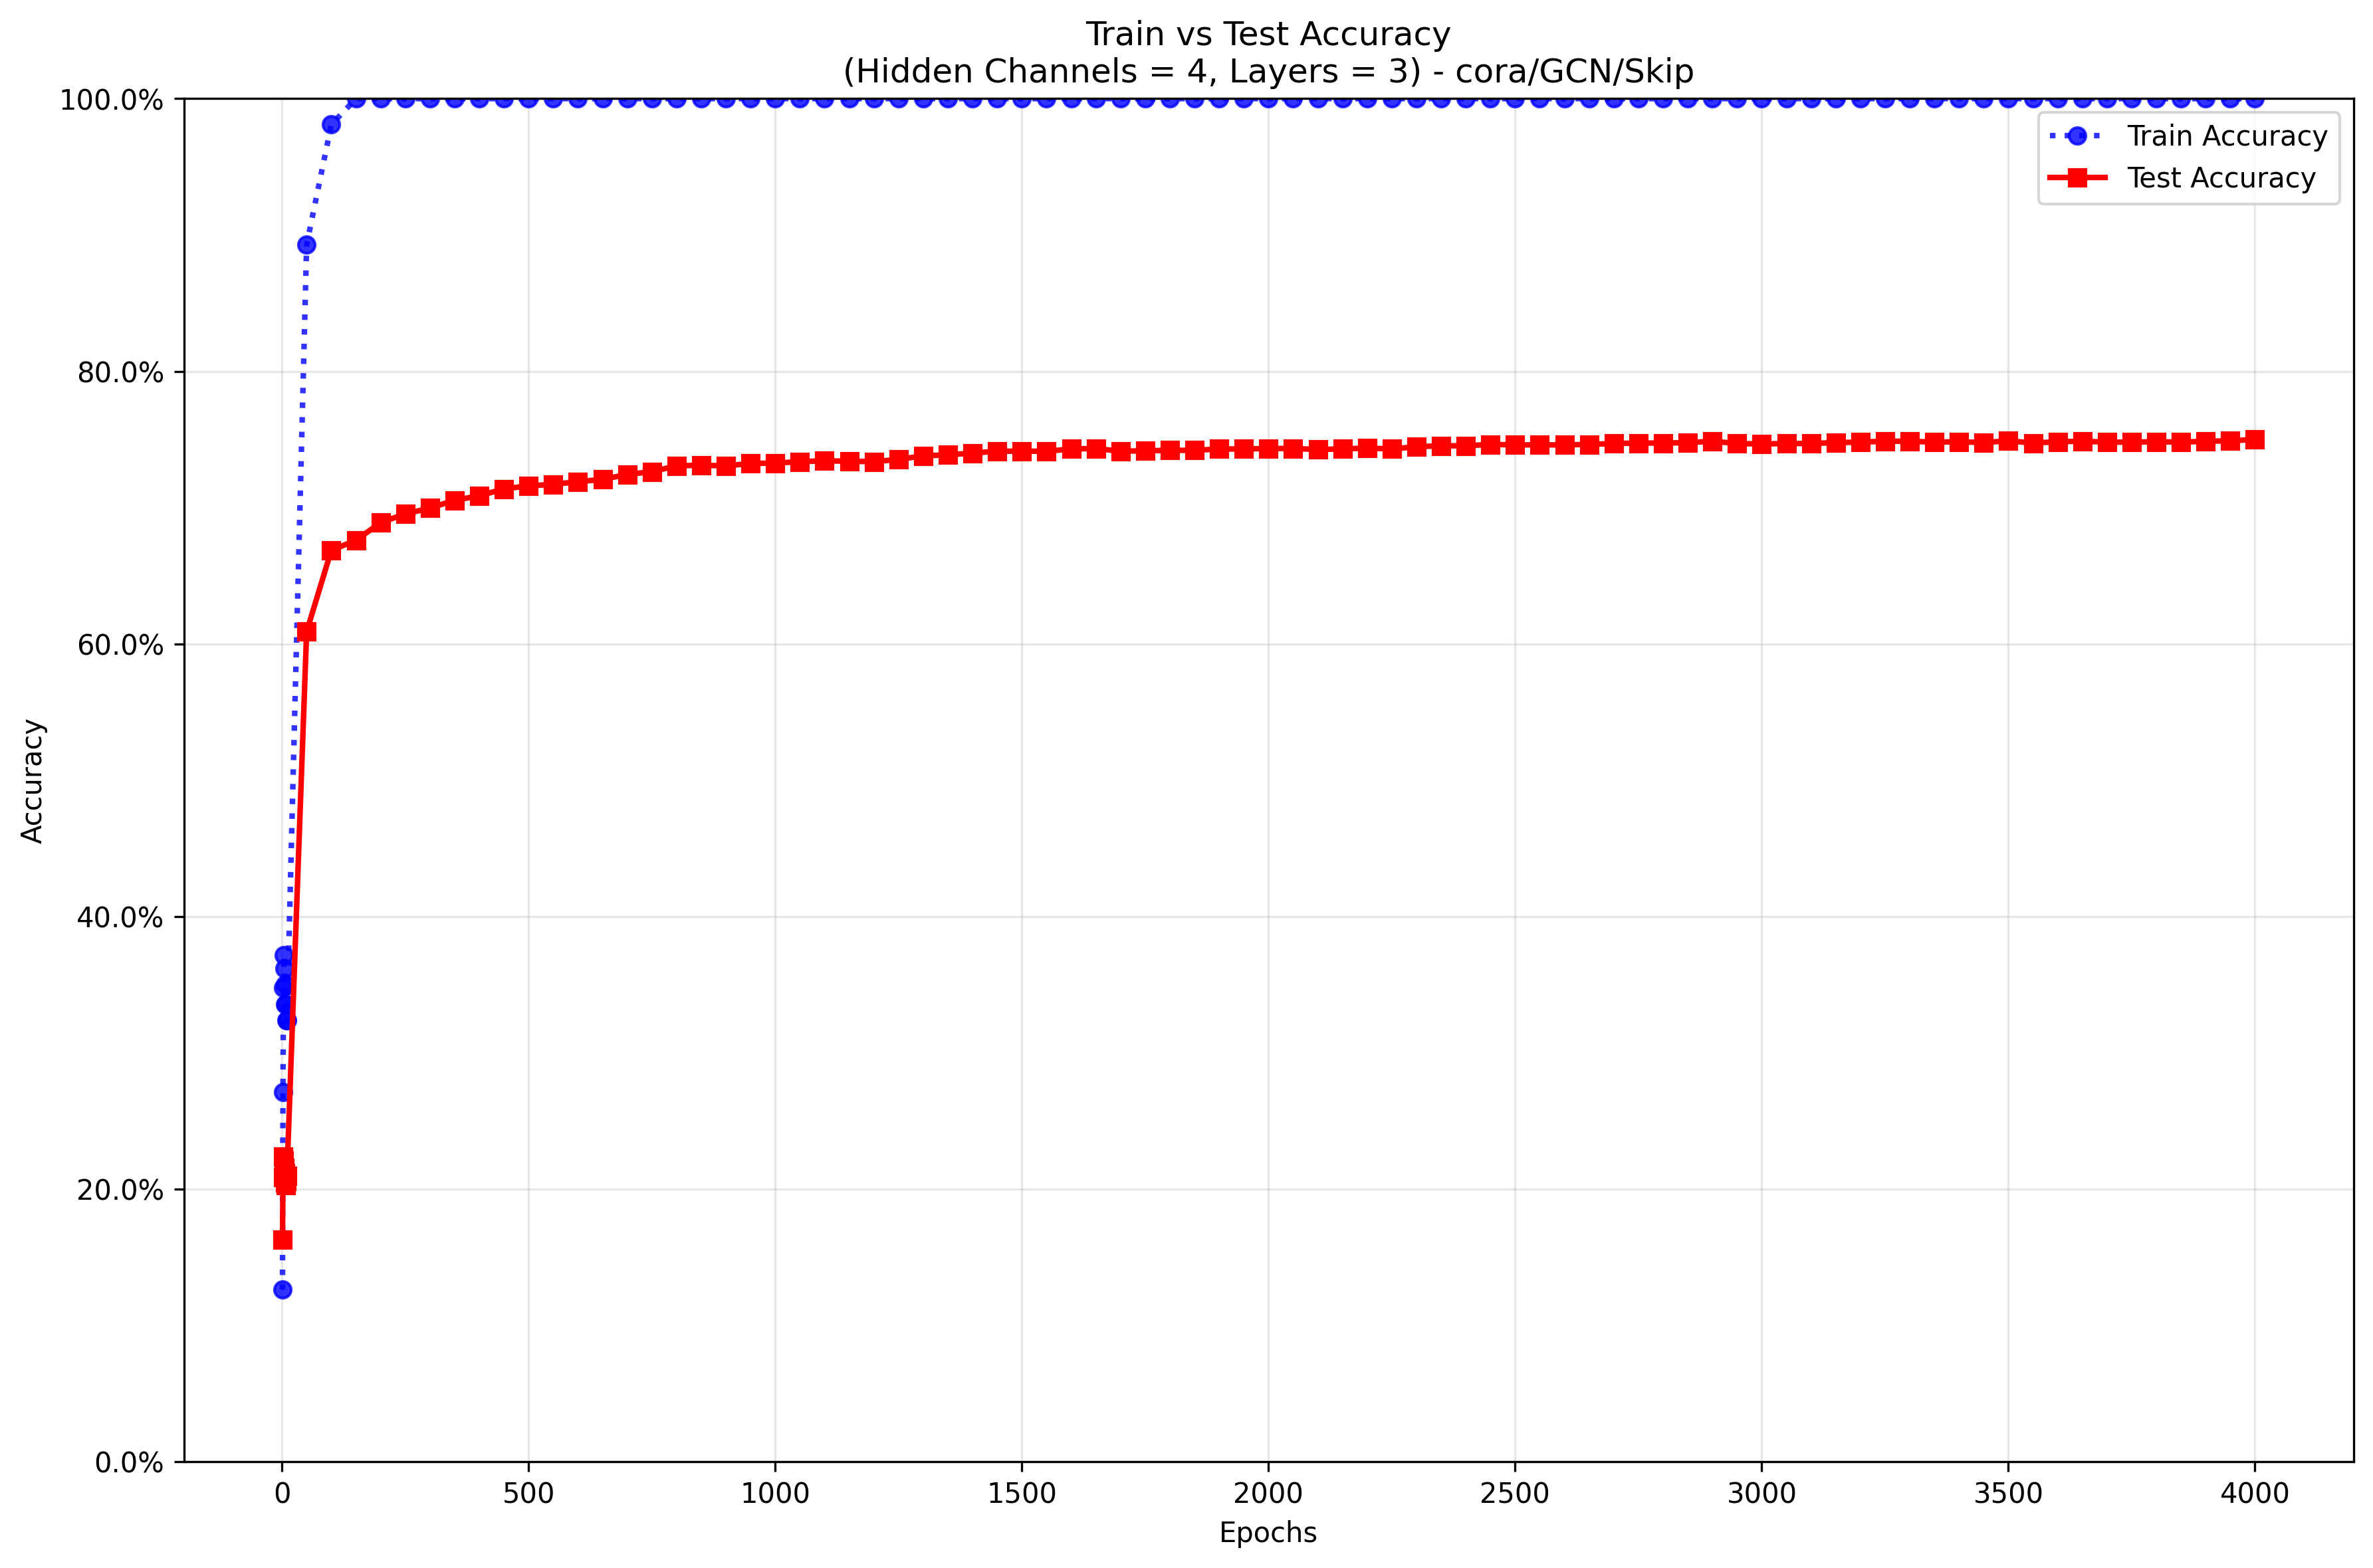 Train vs Test Accuracy
(Hidden Channels = 4, Layers = 3) - cora/GCN/Skip
100.0%
80.0%
60.0%
40.0%
20.0%
0.0%
Accuracy
Train Accuracy
Test Accuracy
0 500 1000 1500 2000 2500 3000 3500 4000
Epochs